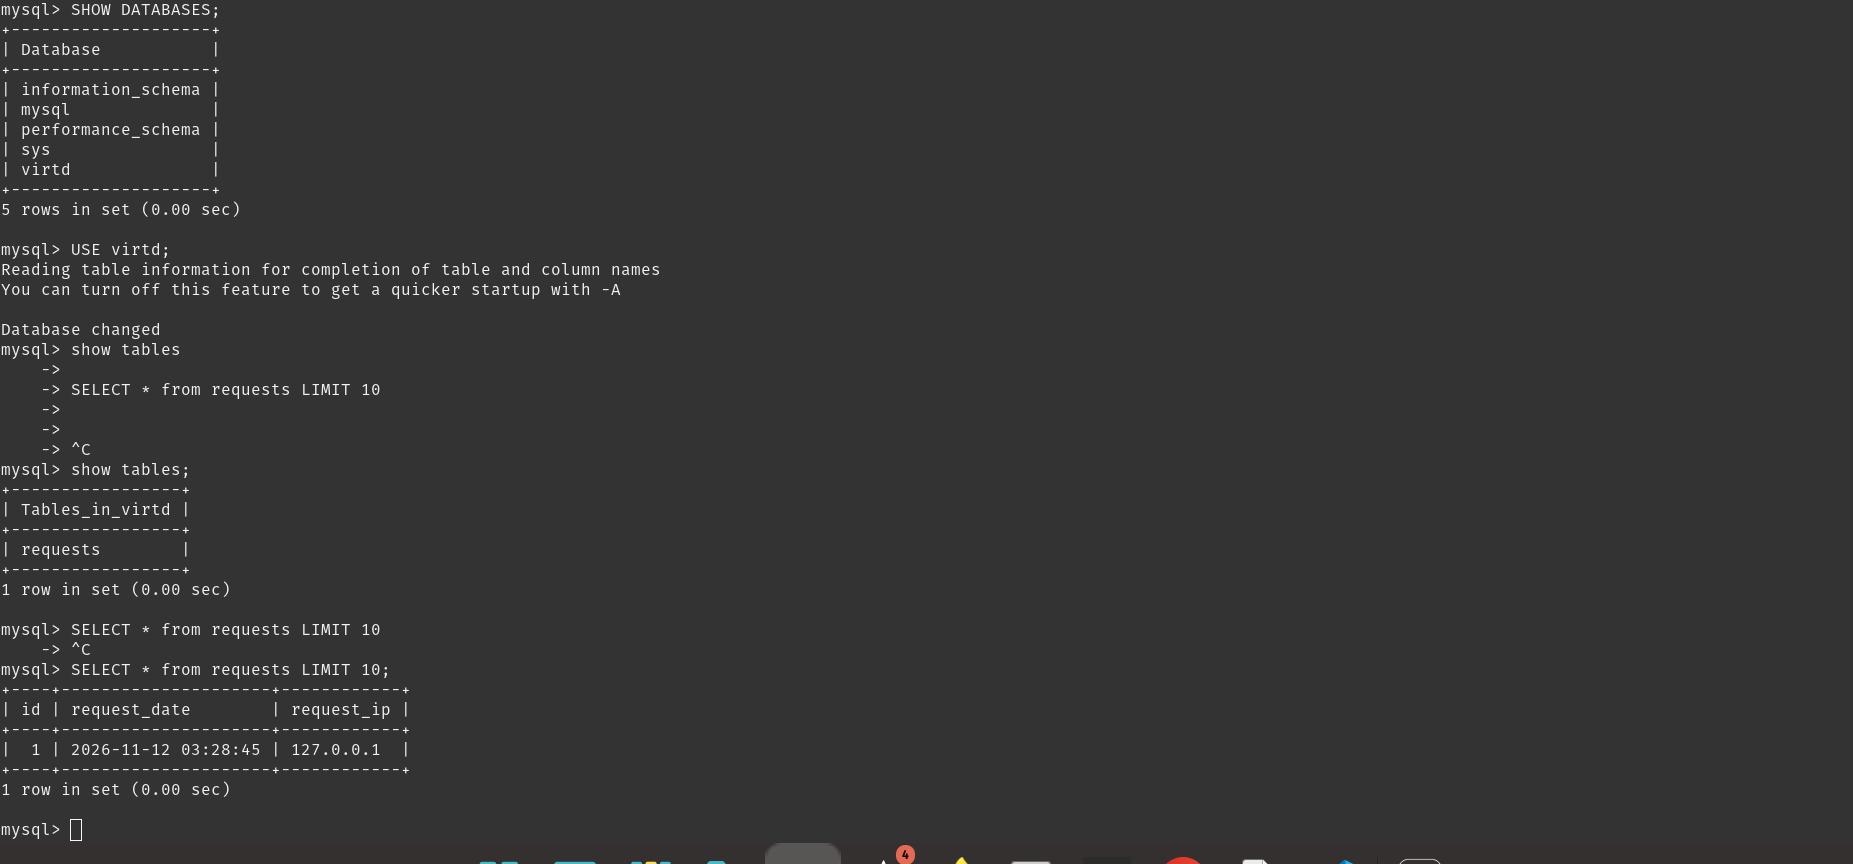 mysql> SHOW DATABASES;
+--------------------+
| Database           |
+--------------------+
| information_schema |
| mysql              |
| performance_schema |
| sys                |
| virtd              |
+--------------------+
5 rows in set (0.00 sec)
mysql> USE virtd;
Reading table information for completion of table and column names
You can turn off this feature to get a quicker startup with -A
Database changed
mysql> show tables
    ->
    -> SELECT * from requests LIMIT 10
    ->
    ->
    -> ^C
mysql> show tables;
+-----------------+
| Tables_in_virtd |
+-----------------+
| requests        |
+-----------------+
1 row in set (0.00 sec)
mysql> SELECT * from requests LIMIT 10
    -> ^C
mysql> SELECT * from requests LIMIT 10;
+----+---------------------+------------+
| id | request_date        | request_ip |
+----+---------------------+------------+
|  1 | 2026-11-12 03:28:45 | 127.0.0.1  |
+----+---------------------+------------+
1 row in set (0.00 sec)
mysql>
4